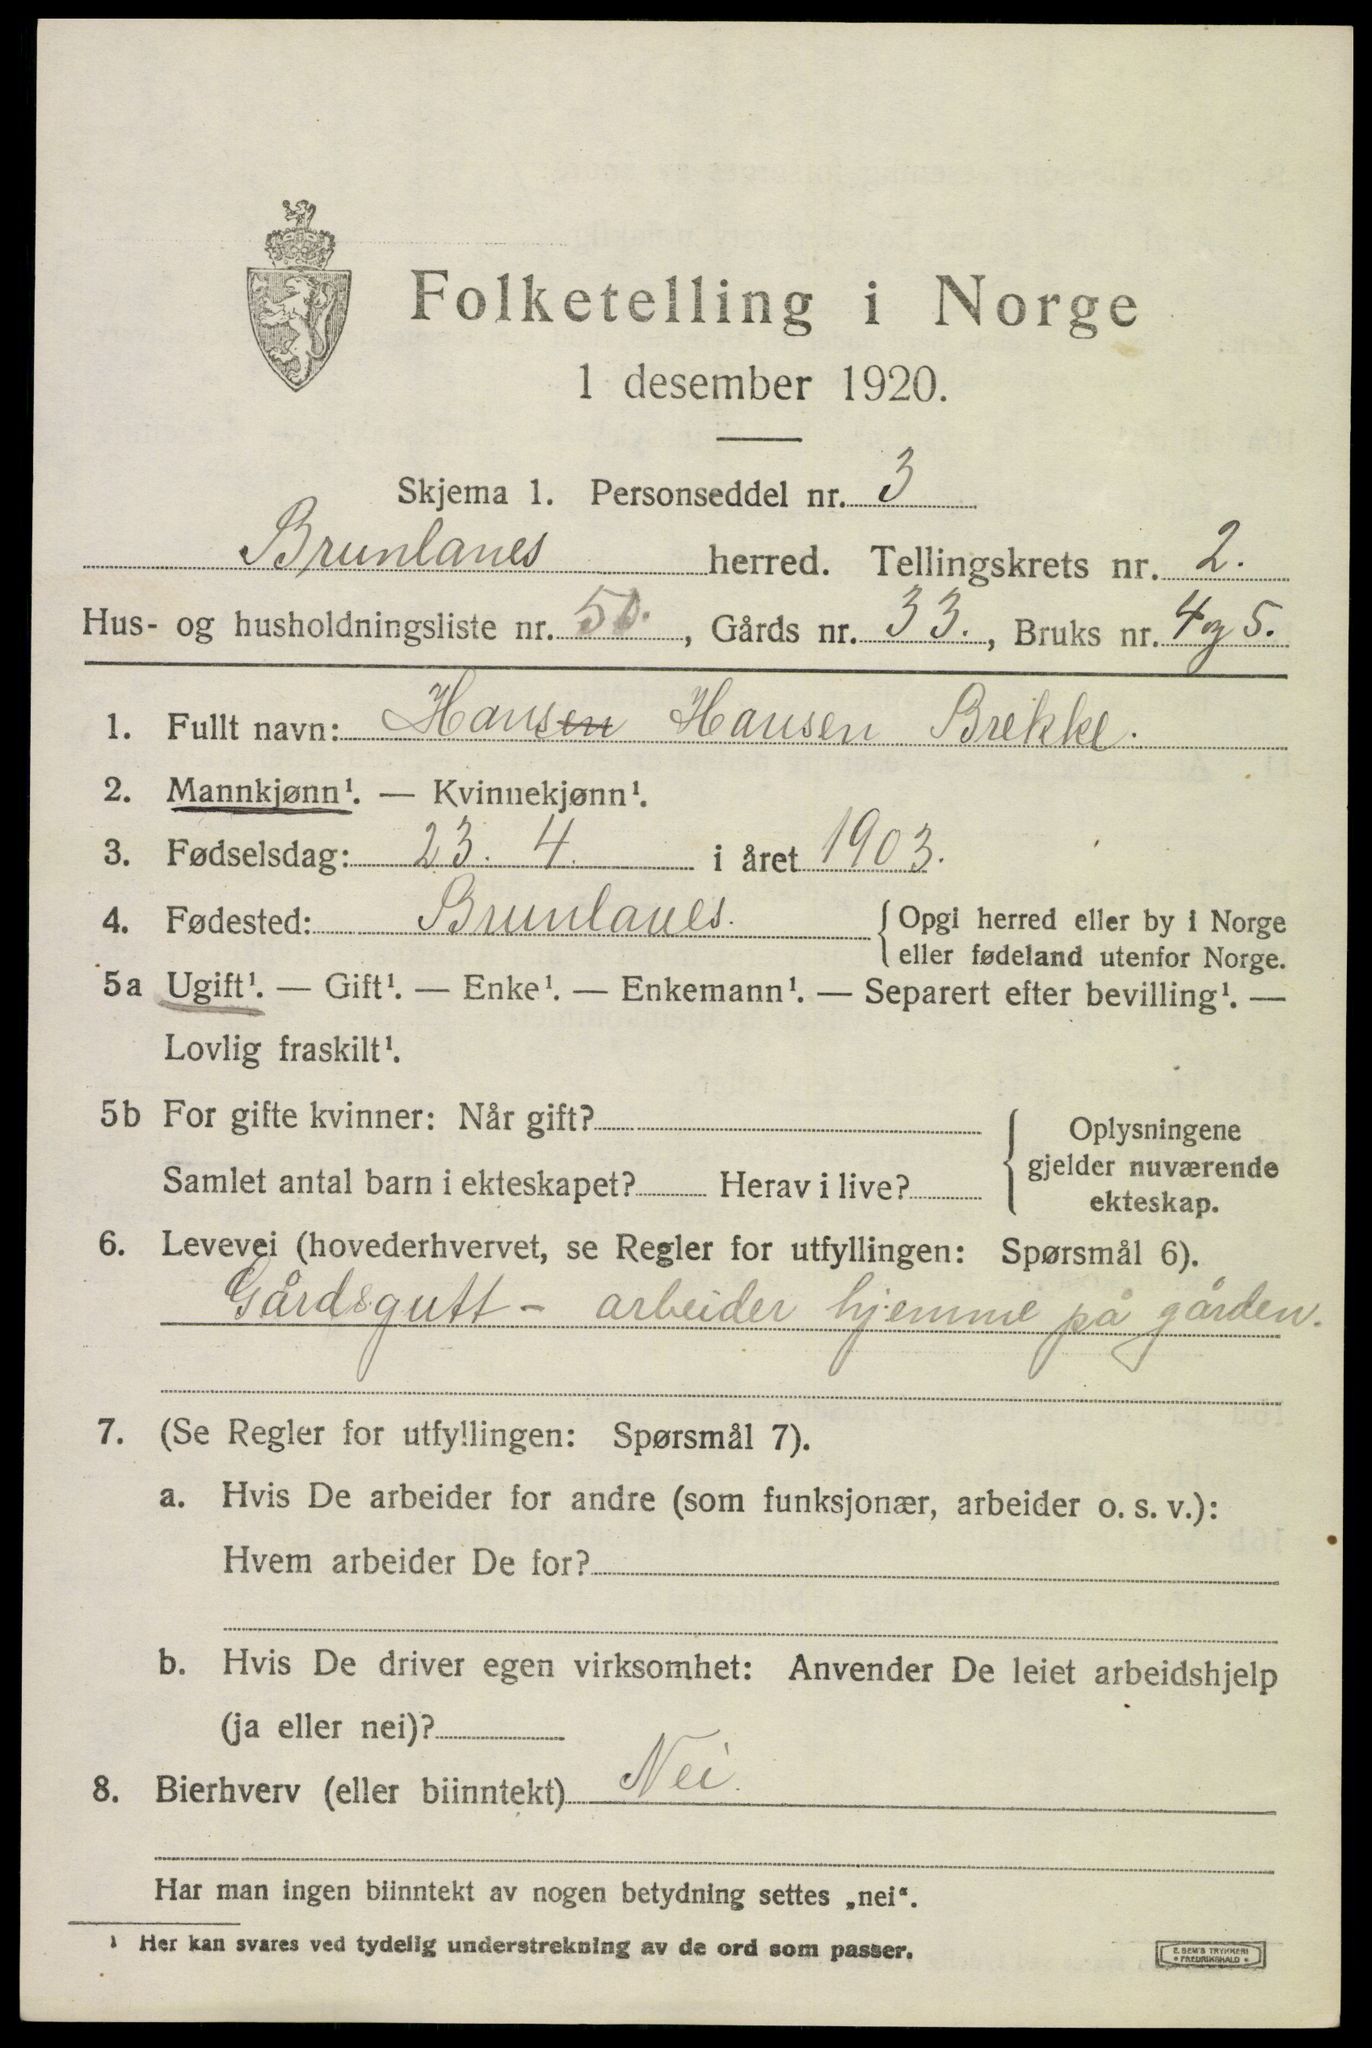 Folketelling i Norge
1 desember 1920.
Skjema 1. Personseddel nr. 3
Brunlanes herred. Tellingskrets nr. 2.
Hus- og husholdningsliste nr. 50., Gårds nr. 33., Bruks nr. 4 og 5.
1. Fullt navn: Hansen Hansen Brekke.
2. Mannkjønn¹. — Kvinnekjønn¹.
3. Fødselsdag: 23. 4. i året 1903.
4. Fødested: Brunlanes. { Opgi herred eller by i Norge
eller fødeland utenfor Norge.
5a Ugift¹. — Gift¹. — Enke¹. — Enkemann¹. — Separert efter bevilling¹. —
Lovlig fraskilt¹.
5b For gifte kvinner: Når gift?
Samlet antal barn i ekteskapet? Herav i live?
{ Oplysningene
gjelder nuværende
ekteskap.
6. Levevei (hovederhvervet, se Regler for utfyllingen: Spørsmål 6).
Gårdsgutt - arbeider hjemme på gården.
7. (Se Regler for utfyllingen: Spørsmål 7).
a. Hvis De arbeider for andre (som funksjonær, arbeider o. s. v.):
Hvem arbeider De for?
b. Hvis De driver egen virksomhet: Anvender De leiet arbeidshjelp
(ja eller nei)?
8. Bierhverv (eller biinntekt) Nei.
Har man ingen biinntekt av nogen betydning settes „nei“.
¹ Her kan svares ved tydelig understrekning av de ord som passer.
E. SEM'S TRYKKERI
• FREDRIKSHALD •